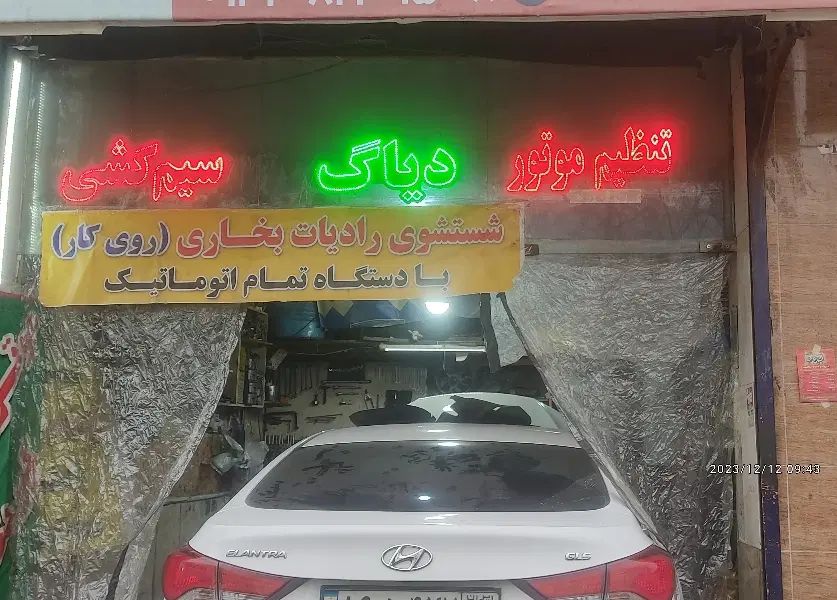 تنظیم موتور
دیاگ
سیم‌کشی
شستشوی رادیات بخاری (روی کار)
با دستگاه تمام اتوماتیک
2023/12/12 09:43
ELANTRA
GLS